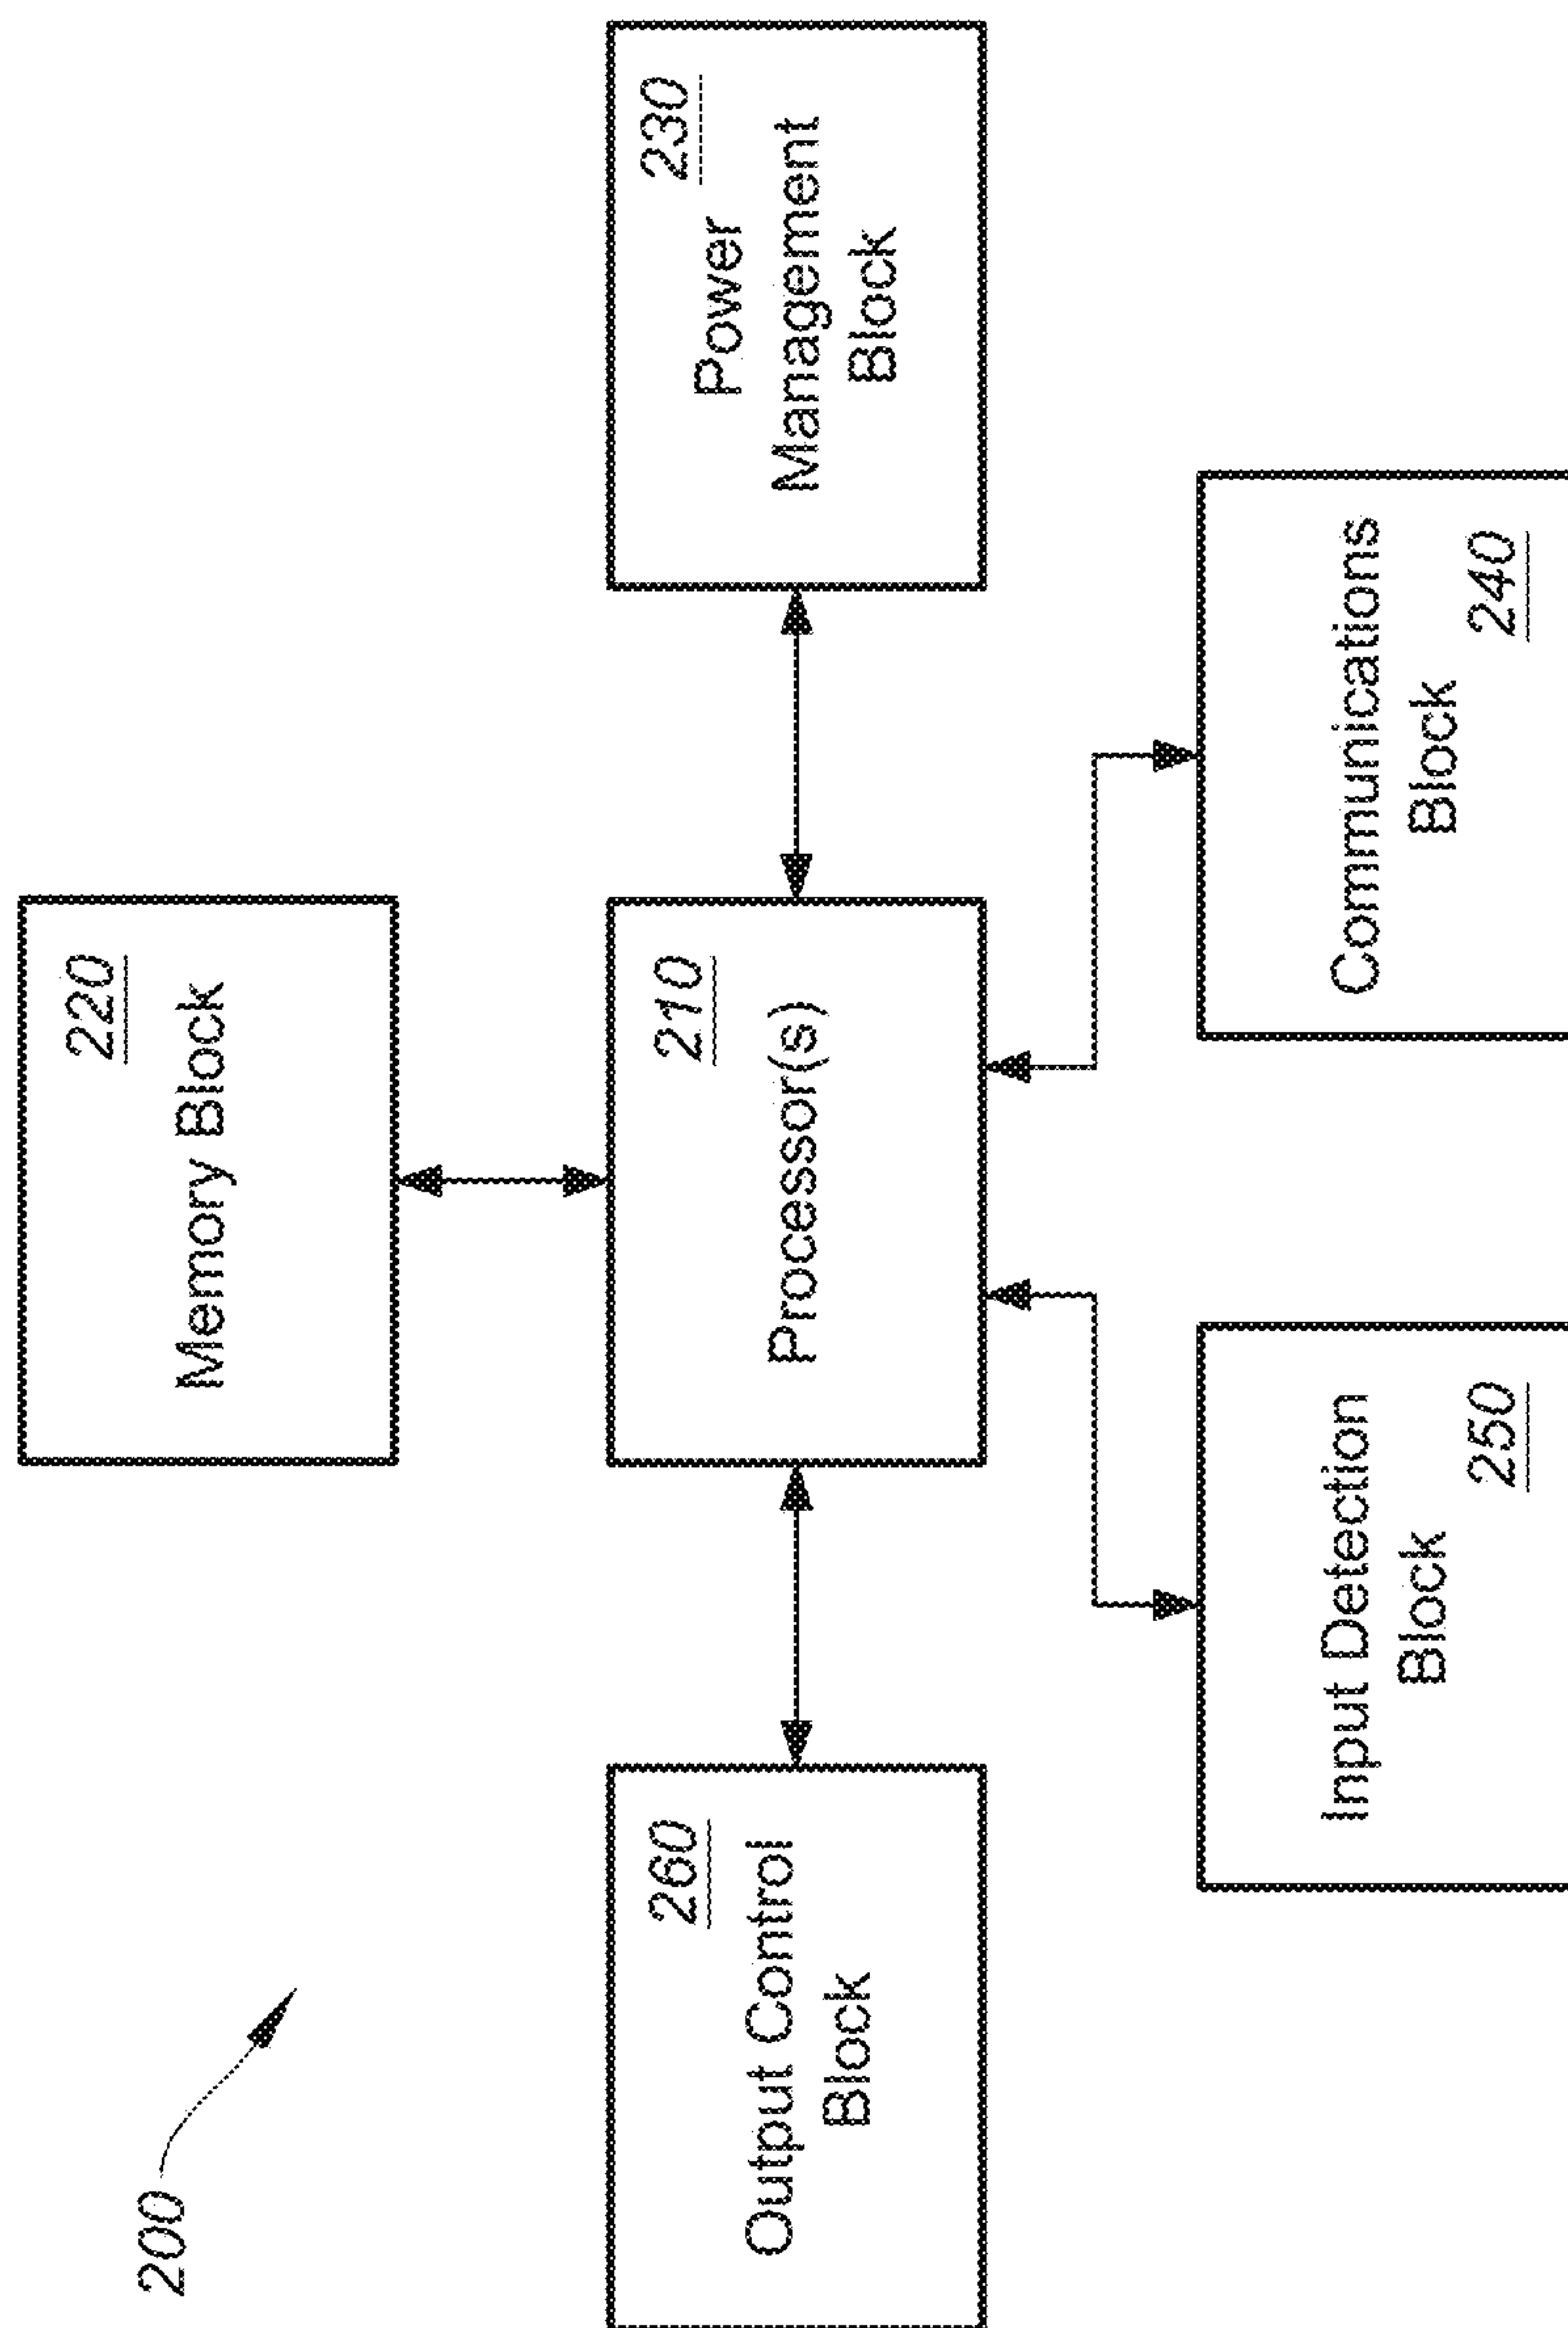 200
220
Memory Block
260
Output Control
Block
210
Processor(s)
230
Power
Management
Block
Input Detection
Block
250
Communications
Block
240